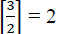 ⌈3/2⌉ = 2